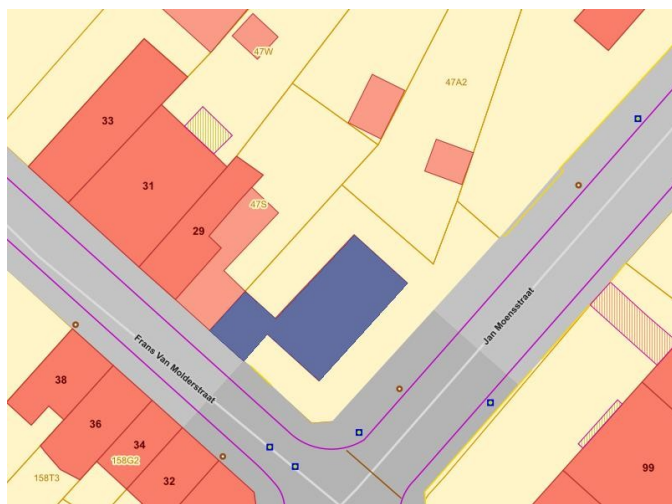 47W
47A2
33
31
29
47S
Jan Moensstraat
Frans Van Molderstraat
38
36
34
32
158G2
158T3
99